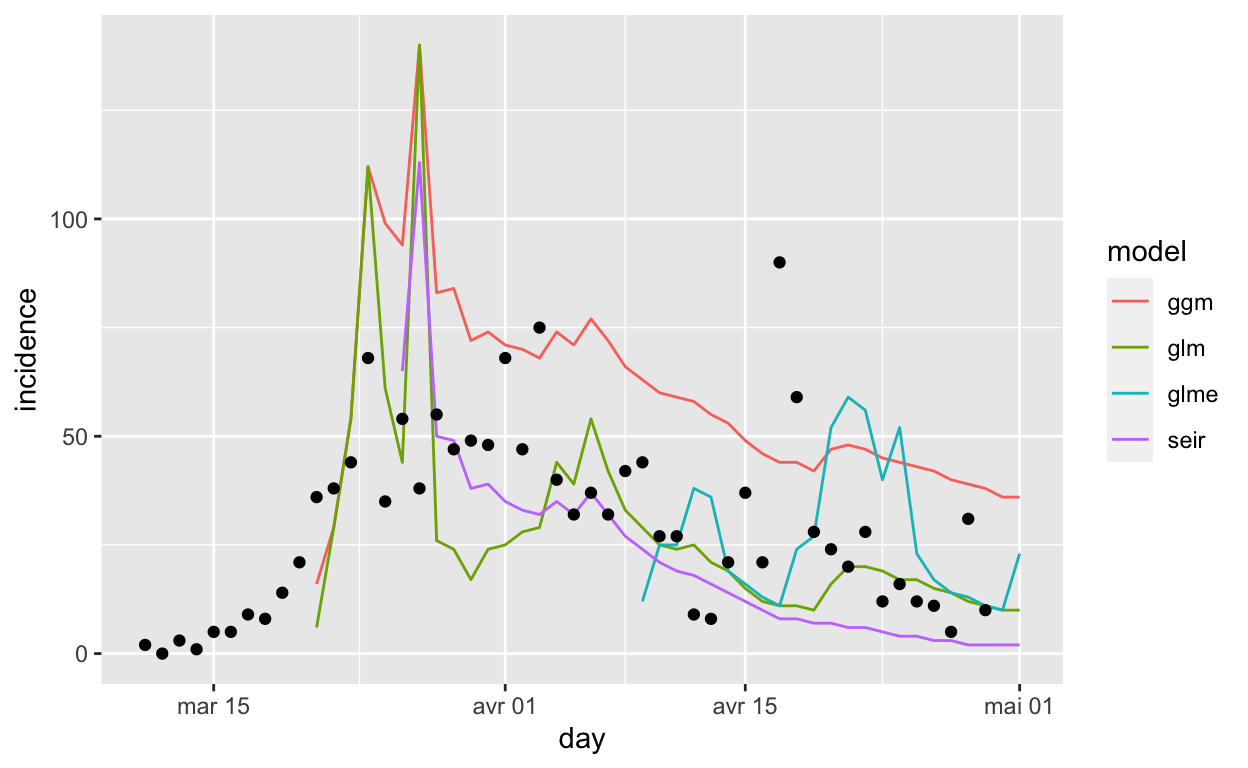 incidence
100
50
0
mar 15
avr 01
avr 15
mai 01
day
model
ggm
glm
glme
seir